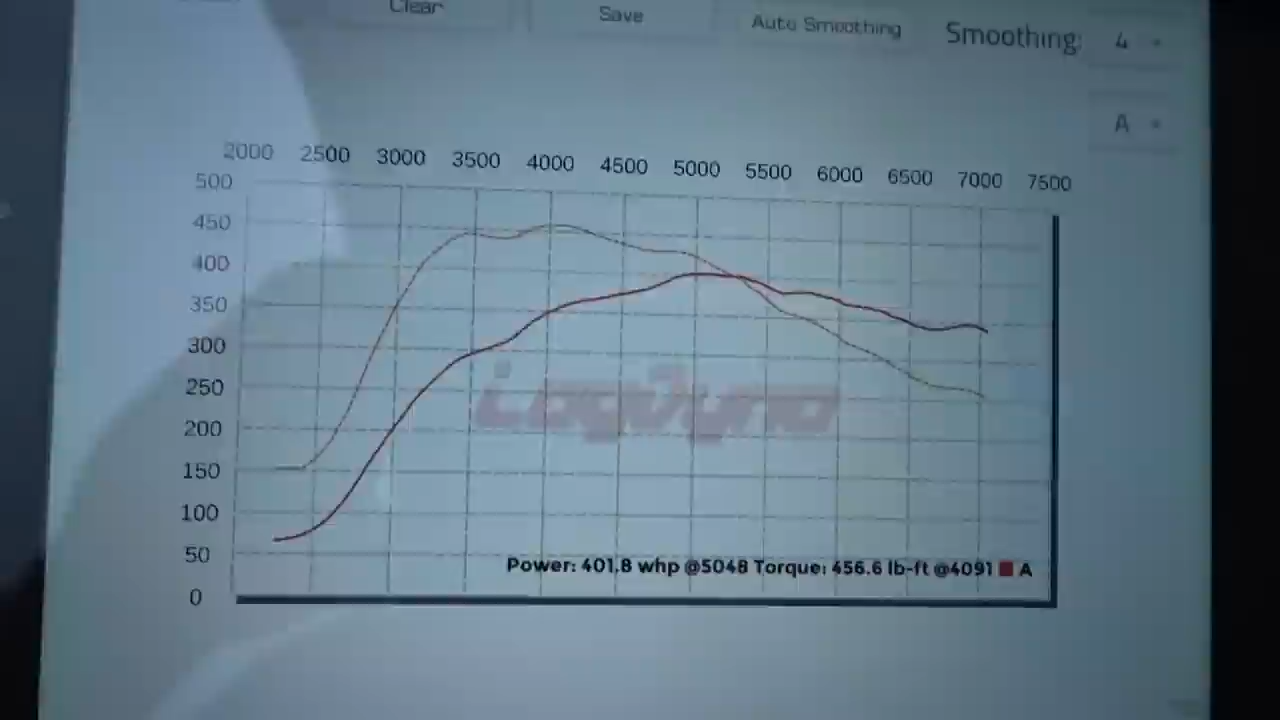 Clear Save Auto Smoothing Smoothing: 4
A
2000 2500 3000 3500 4000 4500 5000 5500 6000 6500 7000 7500
500
450
400
350
300
250
200
150
100
50
0
LogDyno
Power: 401.8 whp @5048 Torque: 456.6 lb-ft @4091 A